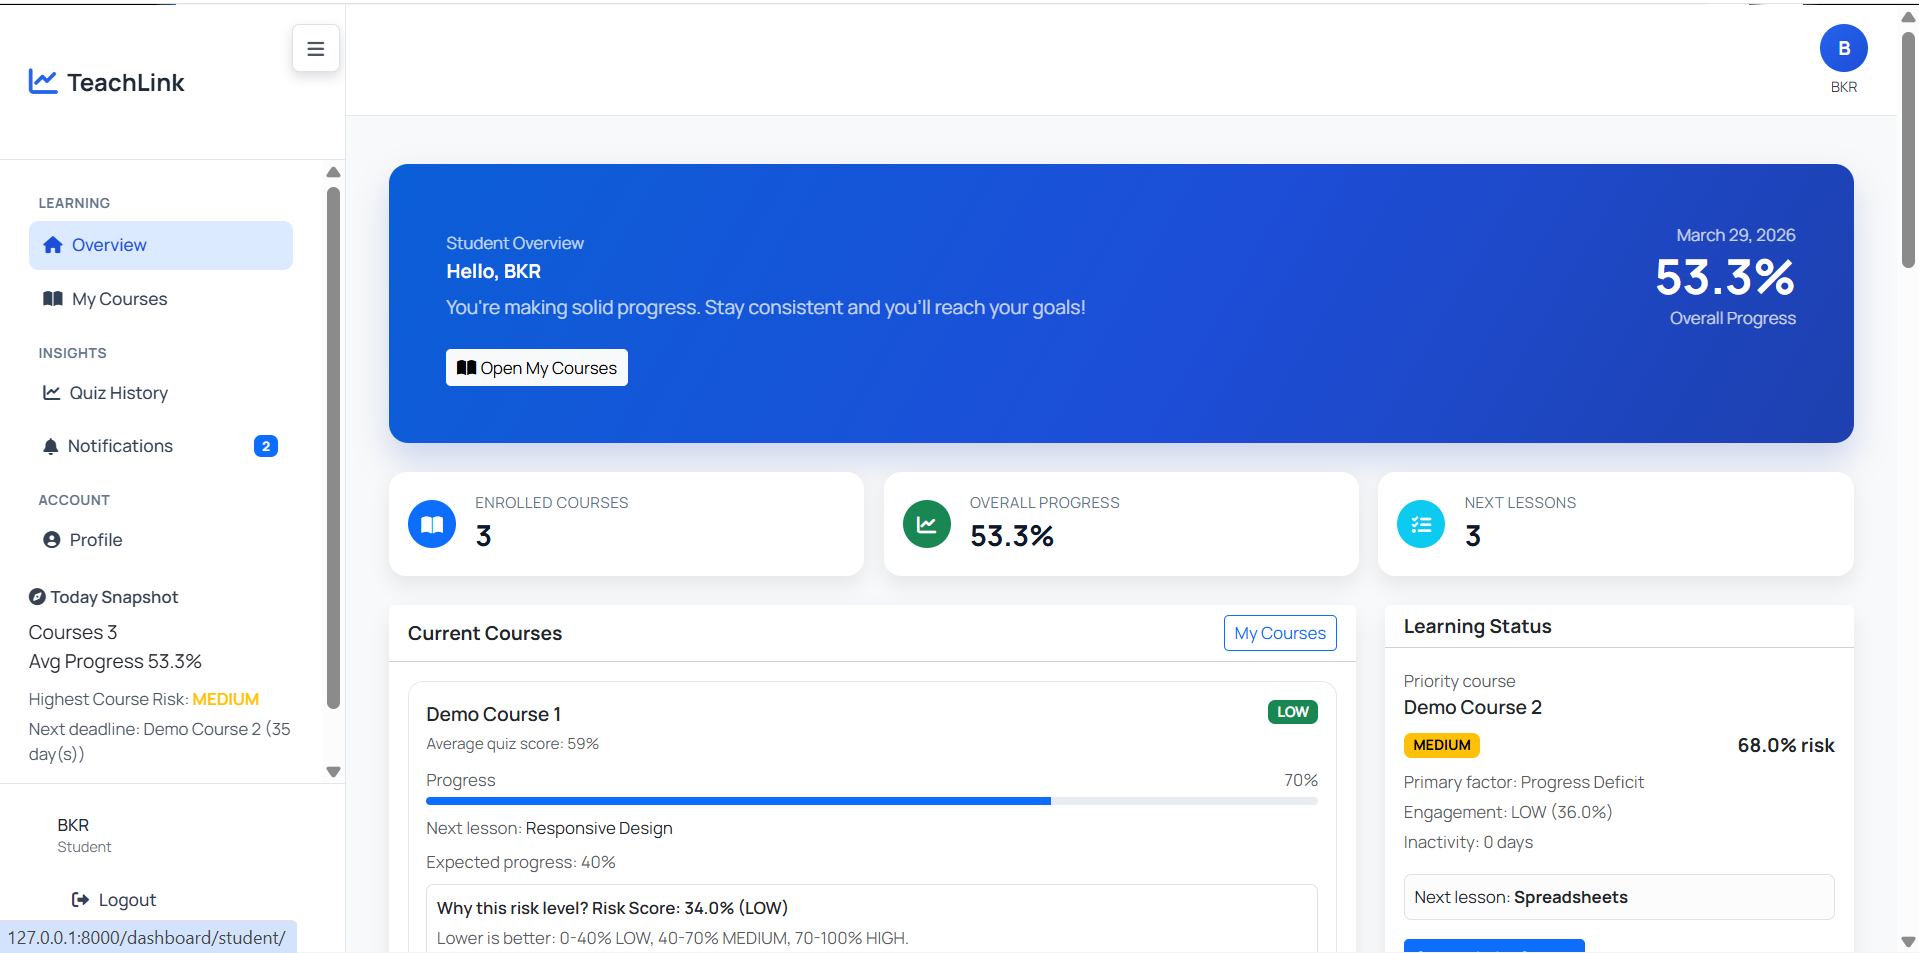 TeachLink
LEARNING
Overview
My Courses
INSIGHTS
Quiz History
Notifications 2
ACCOUNT
Profile
Today Snapshot
Courses 3
Avg Progress 53.3%
Highest Course Risk: MEDIUM
Next deadline: Demo Course 2 (35
day(s))
BKR
Student
Logout
127.0.0.1:8000/dashboard/student/
B
BKR
Student Overview
Hello, BKR
You're making solid progress. Stay consistent and you'll reach your goals!
Open My Courses
March 29, 2026
53.3%
Overall Progress
ENROLLED COURSES
3
OVERALL PROGRESS
53.3%
NEXT LESSONS
3
Current Courses
My Courses
Demo Course 1
LOW
Average quiz score: 59%
Progress 70%
Next lesson: Responsive Design
Expected progress: 40%
Why this risk level? Risk Score: 34.0% (LOW)
Lower is better: 0-40% LOW, 40-70% MEDIUM, 70-100% HIGH.
Learning Status
Priority course
Demo Course 2
MEDIUM 68.0% risk
Primary factor: Progress Deficit
Engagement: LOW (36.0%)
Inactivity: 0 days
Next lesson: Spreadsheets